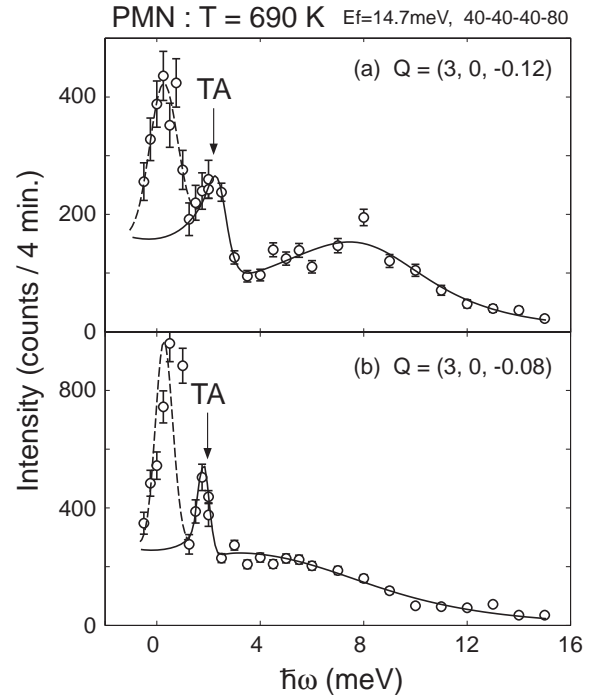 PMN : T = 690 K Ef=14.7meV, 40-40-40-80
(a) Q = (3, 0, -0.12)
TA
400
200
0
(b) Q = (3, 0, -0.08)
TA
800
400
0
0 4 8 12 16
Intensity (counts / 4 min.)
ħω (meV)